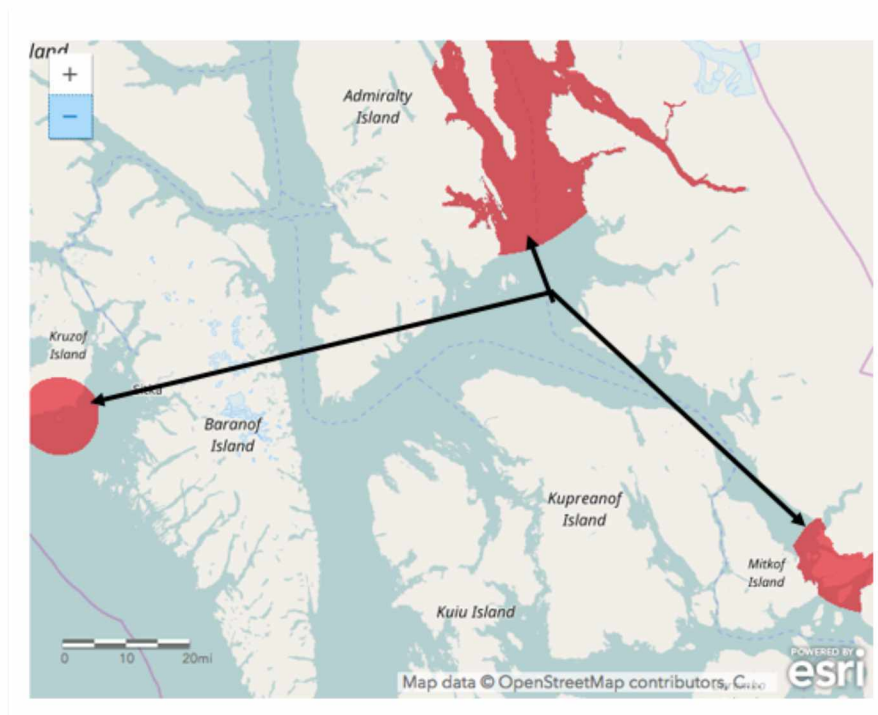 land
+
−
Admiralty
Island
Kruzof
Island
Sitka
Baranof
Island
Kupreanof
Island
Mitkof
Island
Kuiu Island
0 10 20mi
POWERED BY
esri
Map data © OpenStreetMap contributors, C...